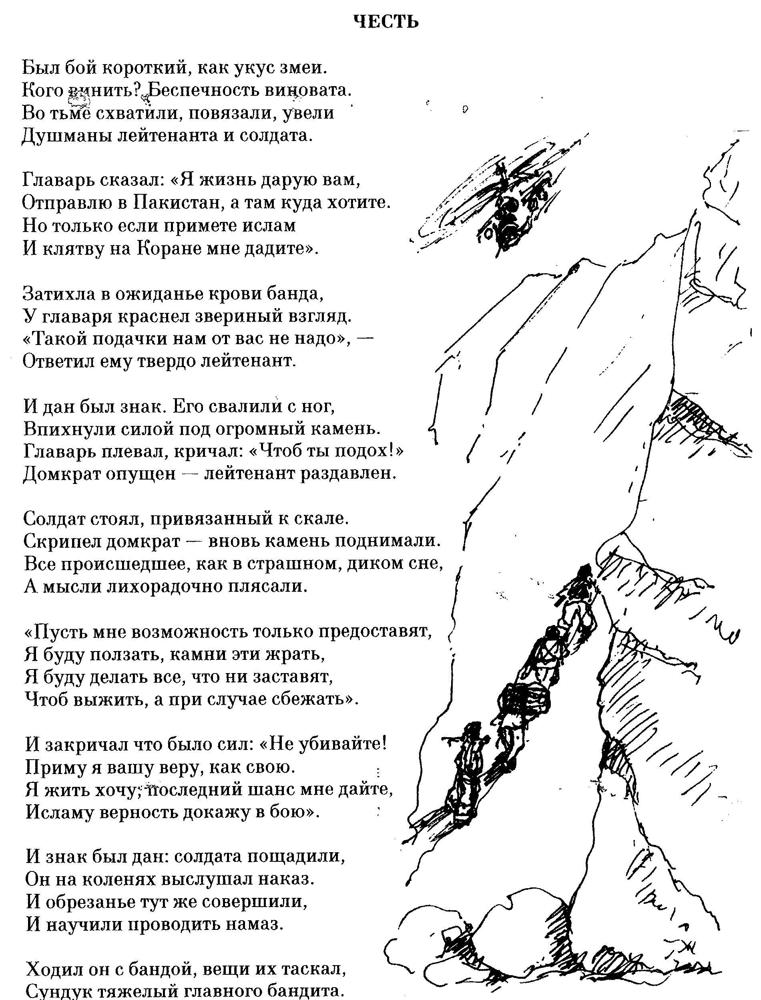 ЧЕСТЬ
Был бой короткий, как укус змеи.
Кого винить? Беспечность виновата.
Во тьме схватили, повязали, увели
Душманы лейтенанта и солдата.
Главарь сказал: «Я жизнь дарую вам,
Отправлю в Пакистан, а там куда хотите.
Но только если примете ислам
И клятву на Коране мне дадите».
Затихла в ожиданье крови банда,
У главаря краснел звериный взгляд.
«Такой подачки нам от вас не надо», —
Ответил ему твердо лейтенант.
И дан был знак. Его свалили с ног,
Впихнули силой под огромный камень.
Главарь плевал, кричал: «Чтоб ты подох!»
Домкрат опущен — лейтенант раздавлен.
Солдат стоял, привязанный к скале.
Скрипел домкрат — вновь камень поднимали.
Все происшедшее, как в страшном, диком сне,
А мысли лихорадочно плясали.
«Пусть мне возможность только предоставят,
Я буду ползать, камни эти жрать,
Я буду делать все, что ни заставят,
Чтоб выжить, а при случае сбежать».
И закричал что было сил: «Не убивайте!
Приму я вашу веру, как свою.
Я жить хочу; последний шанс мне дайте,
Исламу верность докажу в бою».
И знак был дан: солдата пощадили,
Он на коленях выслушал наказ.
И обрезанье тут же совершили,
И научили проводить намаз.
Ходил он с бандой, вещи их таскал,
Сундук тяжелый главного бандита.